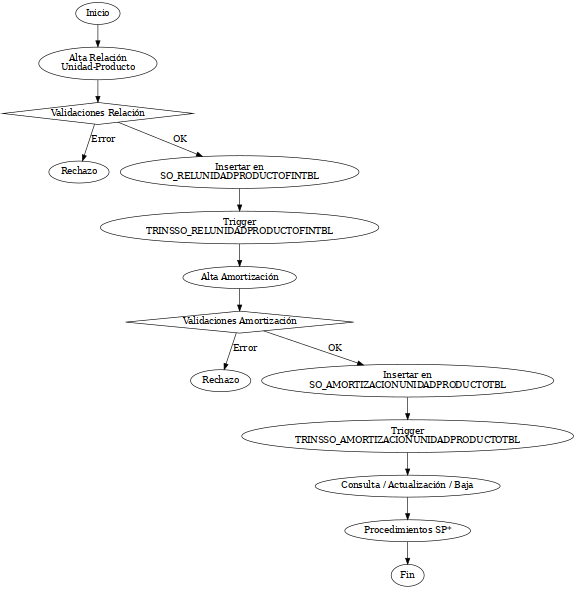 Inicio
Alta Relación
Unidad-Producto
Validaciones Relación
Error
OK
Rechazo
Insertar en
SO_RELUNIDADPRODUCTOFINTBL
Trigger
TRINSSO_RELUNIDADPRODUCTOFINTBL
Alta Amortización
Validaciones Amortización
Error
OK
Rechazo
Insertar en
SO_AMORTIZACIONUNIDADPRODUCTOTBL
Trigger
TRINSSO_AMORTIZACIONUNIDADPRODUCTOTBL
Consulta / Actualización / Baja
Procedimientos SP*
Fin